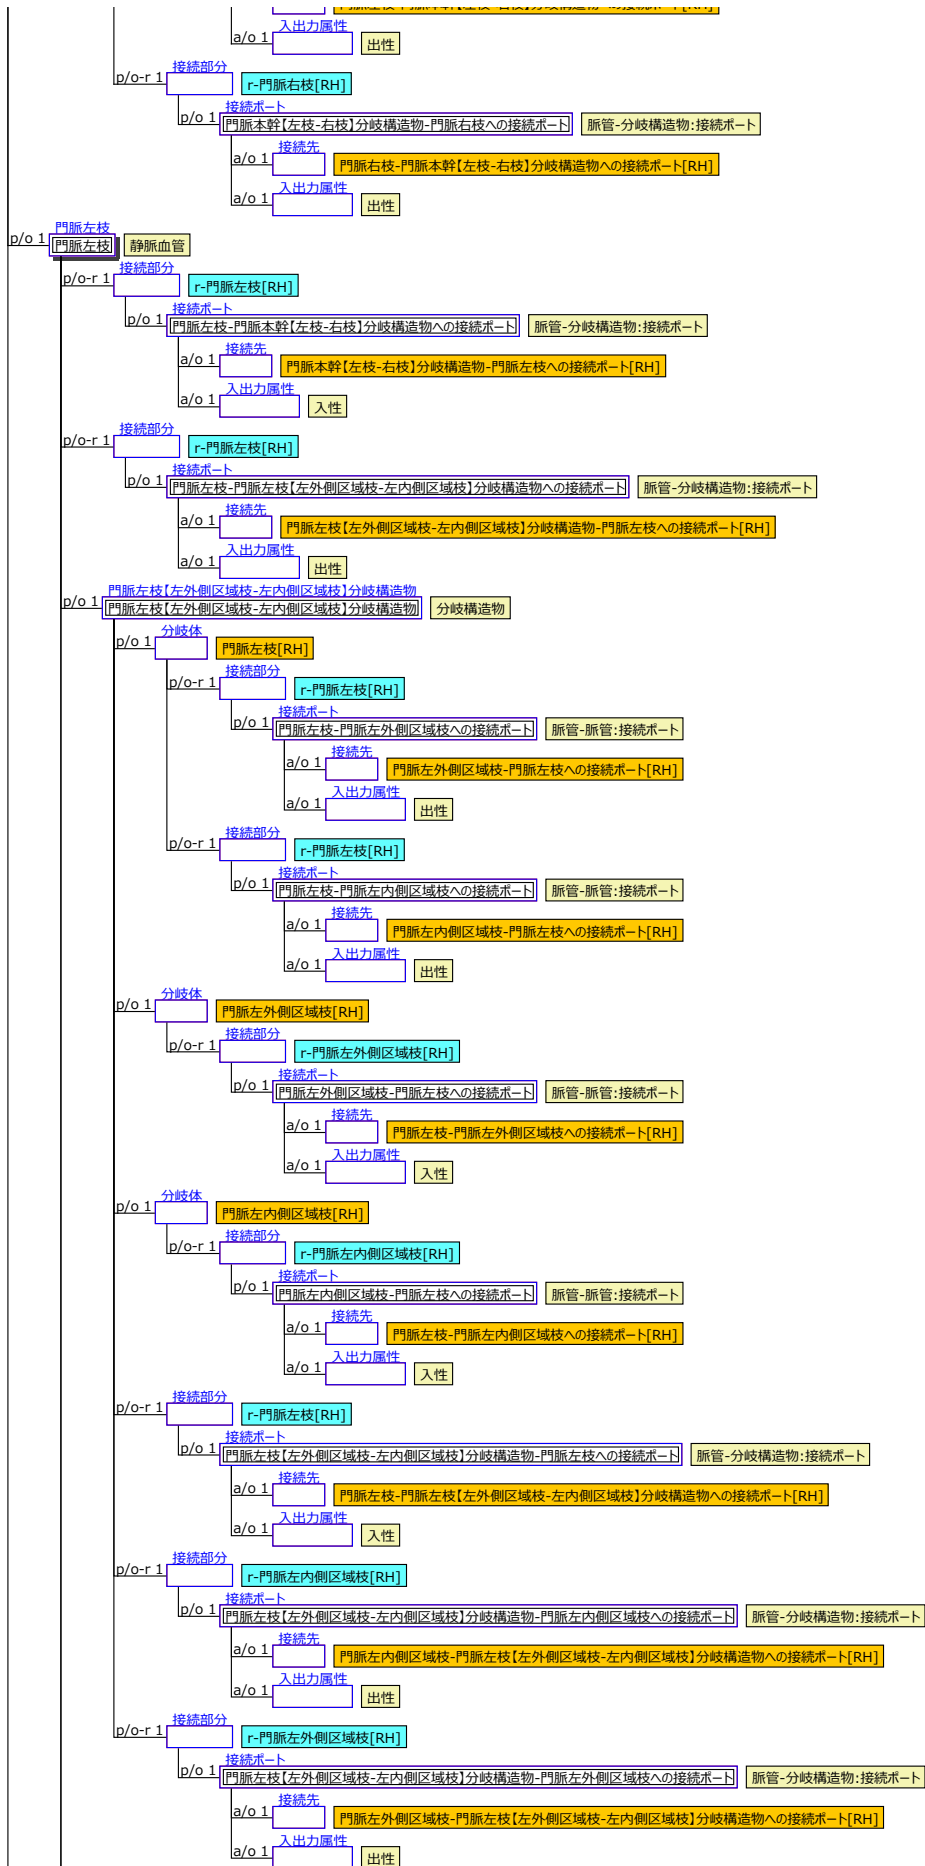 門脈左枝-門脈本幹【左枝-右枝】分岐構造物への接続ポート[RH]
入出力属性
a/o 1 出性
接続部分
p/o-r 1 r-門脈右枝[RH]
接続ポート
p/o 1 門脈本幹【左枝-右枝】分岐構造物-門脈右枝への接続ポート 脈管-分岐構造物:接続ポート
接続先
a/o 1 門脈右枝-門脈本幹【左枝-右枝】分岐構造物への接続ポート[RH]
入出力属性
a/o 1 出性
門脈左枝
p/o 1 門脈左枝 静脈血管
接続部分
p/o-r 1 r-門脈左枝[RH]
接続ポート
p/o 1 門脈左枝-門脈本幹【左枝-右枝】分岐構造物への接続ポート 脈管-分岐構造物:接続ポート
接続先
a/o 1 門脈本幹【左枝-右枝】分岐構造物-門脈左枝への接続ポート[RH]
入出力属性
a/o 1 入性
接続部分
p/o-r 1 r-門脈左枝[RH]
接続ポート
p/o 1 門脈左枝-門脈左枝【左外側区域枝-左内側区域枝】分岐構造物への接続ポート 脈管-分岐構造物:接続ポート
接続先
a/o 1 門脈左枝【左外側区域枝-左内側区域枝】分岐構造物-門脈左枝への接続ポート[RH]
入出力属性
a/o 1 出性
門脈左枝【左外側区域枝-左内側区域枝】分岐構造物
p/o 1 門脈左枝【左外側区域枝-左内側区域枝】分岐構造物 分岐構造物
分岐体
p/o 1 門脈左枝[RH]
接続部分
p/o-r 1 r-門脈左枝[RH]
接続ポート
p/o 1 門脈左枝-門脈左外側区域枝への接続ポート 脈管-脈管:接続ポート
接続先
a/o 1 門脈左外側区域枝-門脈左枝への接続ポート[RH]
入出力属性
a/o 1 出性
接続部分
p/o-r 1 r-門脈左枝[RH]
接続ポート
p/o 1 門脈左枝-門脈左内側区域枝への接続ポート 脈管-脈管:接続ポート
接続先
a/o 1 門脈左内側区域枝-門脈左枝への接続ポート[RH]
入出力属性
a/o 1 出性
分岐体
p/o 1 門脈左外側区域枝[RH]
接続部分
p/o-r 1 r-門脈左外側区域枝[RH]
接続ポート
p/o 1 門脈左外側区域枝-門脈左枝への接続ポート 脈管-脈管:接続ポート
接続先
a/o 1 門脈左枝-門脈左外側区域枝への接続ポート[RH]
入出力属性
a/o 1 入性
分岐体
p/o 1 門脈左内側区域枝[RH]
接続部分
p/o-r 1 r-門脈左内側区域枝[RH]
接続ポート
p/o 1 門脈左内側区域枝-門脈左枝への接続ポート 脈管-脈管:接続ポート
接続先
a/o 1 門脈左枝-門脈左内側区域枝への接続ポート[RH]
入出力属性
a/o 1 入性
接続部分
p/o-r 1 r-門脈左枝[RH]
接続ポート
p/o 1 門脈左枝【左外側区域枝-左内側区域枝】分岐構造物-門脈左枝への接続ポート 脈管-分岐構造物:接続ポート
接続先
a/o 1 門脈左枝-門脈左枝【左外側区域枝-左内側区域枝】分岐構造物への接続ポート[RH]
入出力属性
a/o 1 入性
接続部分
p/o-r 1 r-門脈左内側区域枝[RH]
接続ポート
p/o 1 門脈左枝【左外側区域枝-左内側区域枝】分岐構造物-門脈左内側区域枝への接続ポート 脈管-分岐構造物:接続ポート
接続先
a/o 1 門脈左内側区域枝-門脈左枝【左外側区域枝-左内側区域枝】分岐構造物への接続ポート[RH]
入出力属性
a/o 1 出性
接続部分
p/o-r 1 r-門脈左外側区域枝[RH]
接続ポート
p/o 1 門脈左枝【左外側区域枝-左内側区域枝】分岐構造物-門脈左外側区域枝への接続ポート 脈管-分岐構造物:接続ポート
接続先
a/o 1 門脈左外側区域枝-門脈左枝【左外側区域枝-左内側区域枝】分岐構造物への接続ポート[RH]
入出力属性
a/o 1 出性